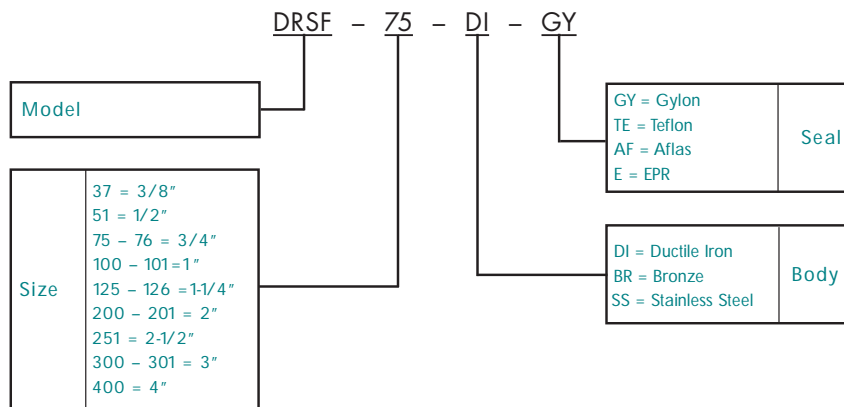 DRSF – 75 – DI – GY
Model
Size
37 = 3/8"
51 = 1/2"
75 – 76 = 3/4"
100 – 101=1"
125 – 126 =1-1/4"
200 – 201 = 2"
251 = 2-1/2"
300 – 301 = 3"
400 = 4"
GY = Gylon
TE = Teflon
AF = Aflas
E = EPR
Seal
DI = Ductile Iron
BR = Bronze
SS = Stainless Steel
Body